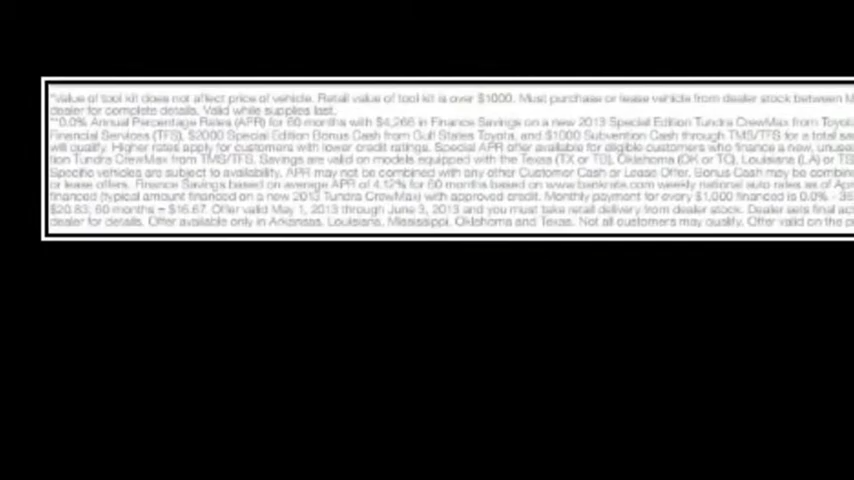 *Value of tool kit does not affect price of vehicle. Retail value of tool kit is over $1000. Must purchase or lease vehicle from dealer stock between
dealer for complete details. Valid while supplies last.
**0.0% Annual Percentage Rates (APR) for 60 months with $4,266 in Finance Savings on a new 2013 Special Edition Tundra CrewMax from
Financial Services (TFS), $2000 Special Edition Bonus Cash from Gulf States Toyota, and $1000 Subvention Cash through TMS/TFS for a total
will qualify. Higher rates apply for customers with lower credit ratings. Special APR offer available for eligible customers who finance a new,
tion Tundra CrewMax from TMS/TFS. Savings are valid on models equipped with the Texas (TX or TO), Oklahoma (OK or TQ), Louisiana (LA) or
Specific vehicles are subject to availability. APR may not be combined with any other Customer Cash or Lease Offer. Bonus Cash may be
or lease offers. Finance Savings based on average APR of 4.12% for 60 months based on www.bankrate.com weekly national auto rates as of
financed (typical amount financed on a new 2013 Tundra CrewMax) with approved credit. Monthly payment for every $1,000 financed is 0.0% -
$20.83; 60 months = $16.67. Offer valid May 1, 2013 through June 3, 2013 and you must take retail delivery from dealer stock. Dealer sets final
dealer for details. Offer available only in Arkansas, Louisiana, Mississippi, Oklahoma and Texas. Not all customers may qualify. Offer valid on the